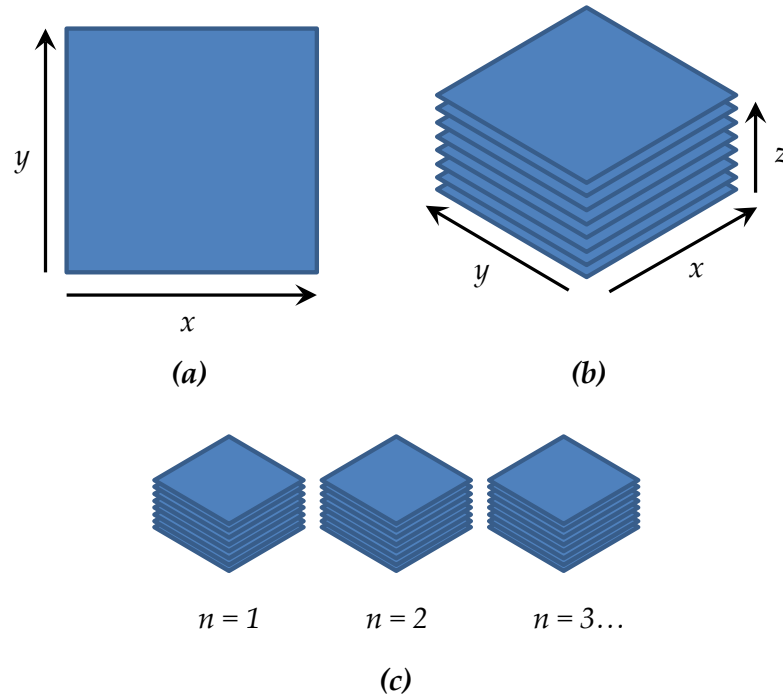 y
x
(a)
z
y
x
(b)
n = 1
n = 2
n = 3…
(c)